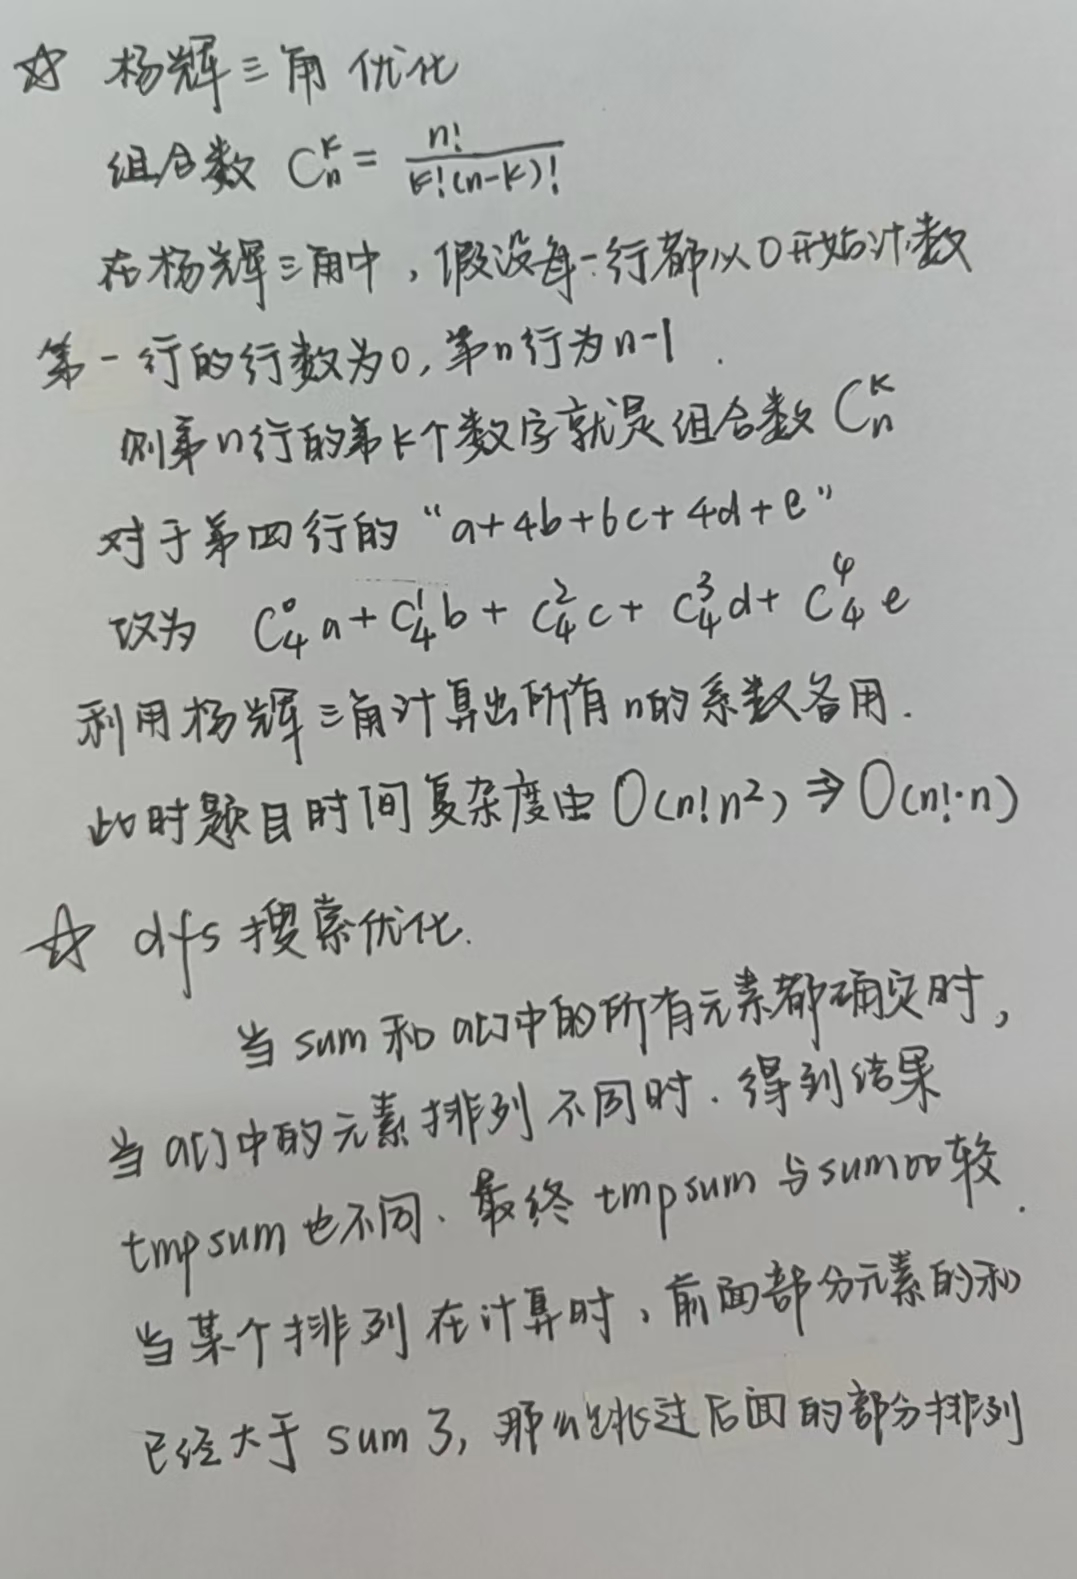 ☆ 杨辉三角优化
组合数 C_n^k = n! / k!(n-k)!
在杨辉三角中，假设每一行都以0开始计数
第一行的行数为0，第n行为n-1．
则第n行的第k个数字就是组合数 C_n^k
对于第四行的“a+4b+6c+4d+e”
改为 C_4^0 a + C_4^1 b + C_4^2 c + C_4^3 d + C_4^4 e
利用杨辉三角计算出所有n的系数备用．
此时题目时间复杂度由 O(n!n²) ⇒ O(n!·n)
☆ dfs 搜索优化．
当 sum 和 a[]中的所有元素都确定时，
当 a[]中的元素排列不同时．得到结果
tmpsum 也不同、最终 tmpsum 与sum 较．
当某个排列在计算时，前面部分元素的和
已经大于 sum 了，那么跳过后面的部分排列